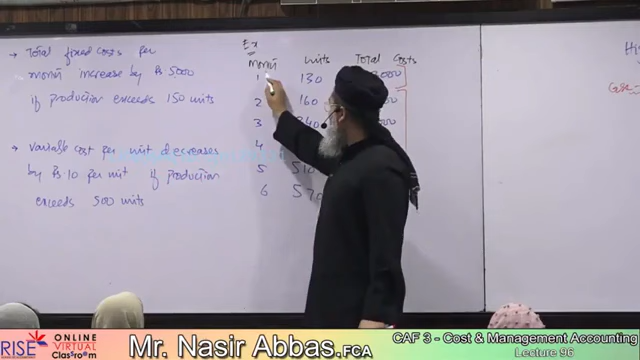 → Total fixed costs per
month increase by Rs 5000
if production exceeds 150 units
→ variable cost per unit decreases
by Rs 10 per unit if production
exceeds 500 units
Ex
month units Total costs
1 130
2 160
3
4
5 510
6 570
RISE ONLINE VIRTUAL Classroom
Mr. Nasir Abbas.FCA
CAF 3 - Cost & Management Accounting
Lecture 96